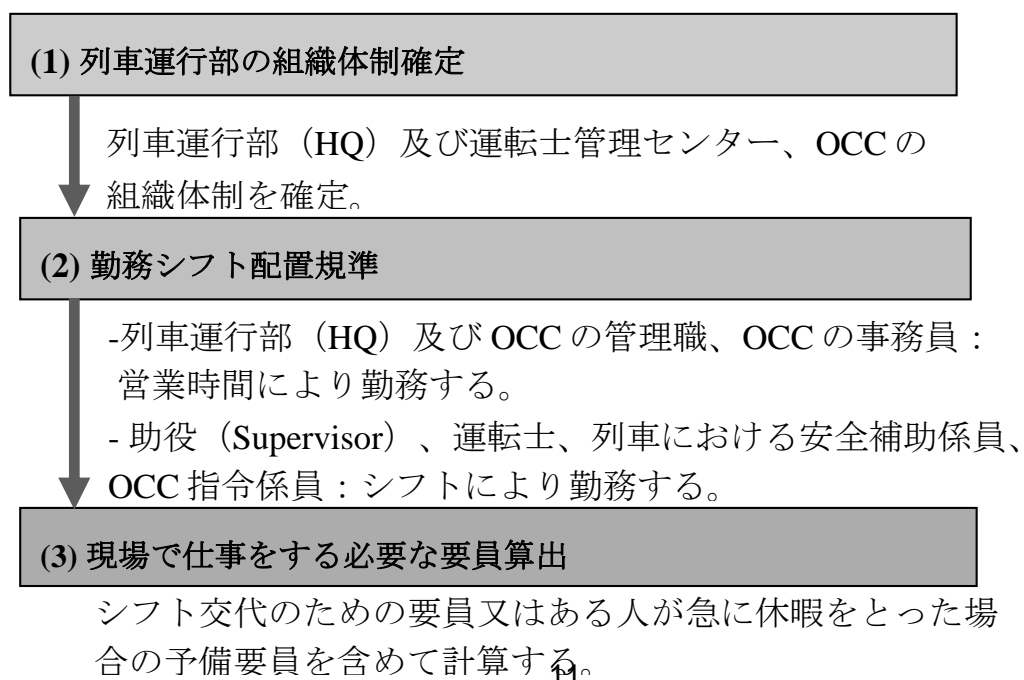 (1) 列車運行部の組織体制確定
列車運行部（HQ）及び運転士管理センター、OCC の
組織体制を確定。
(2) 勤務シフト配置規準
-列車運行部（HQ）及び OCC の管理職、OCC の事務員：
営業時間により勤務する。
- 助役（Supervisor）、運転士、列車における安全補助係員、
OCC 指令係員：シフトにより勤務する。
(3) 現場で仕事をする必要な要員算出
シフト交代のための要員又はある人が急に休暇をとった場
合の予備要員を含めて計算する。
11